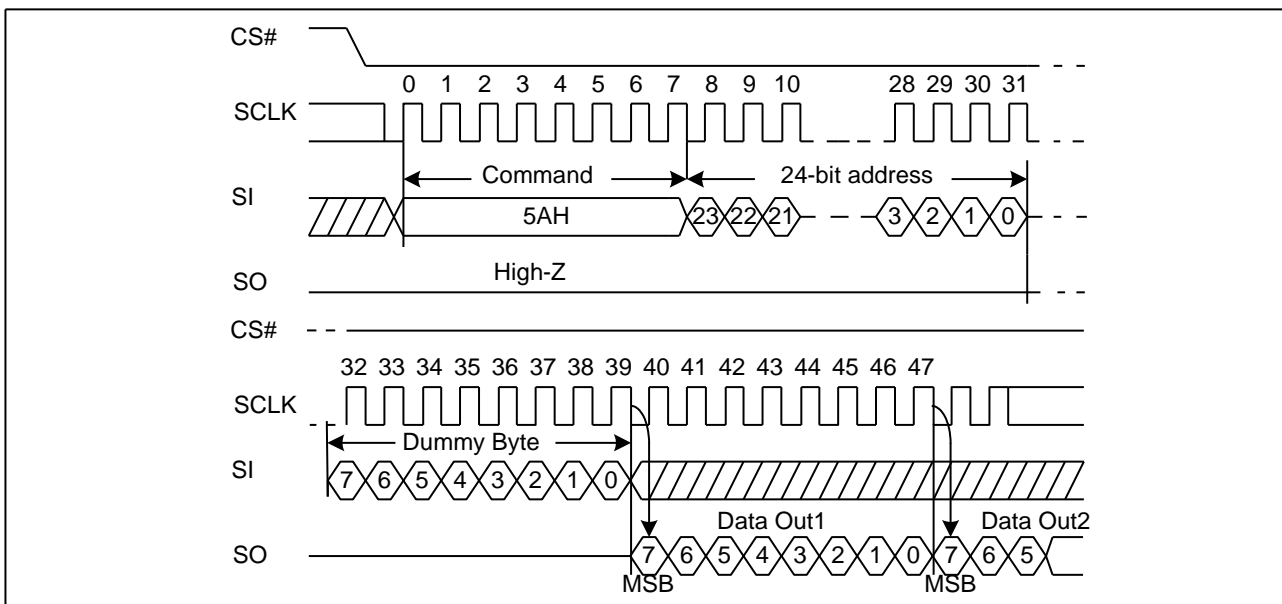 CS#
0 1 2 3 4 5 6 7 8 9 10 28 29 30 31
SCLK
Command 24-bit address
SI
5AH 23 22 21 3 2 1 0
High-Z
SO
CS#
32 33 34 35 36 37 38 39 40 41 42 43 44 45 46 47
SCLK
Dummy Byte
SI
7 6 5 4 3 2 1 0
Data Out1 Data Out2
SO
7 6 5 4 3 2 1 0 7 6 5
MSB MSB